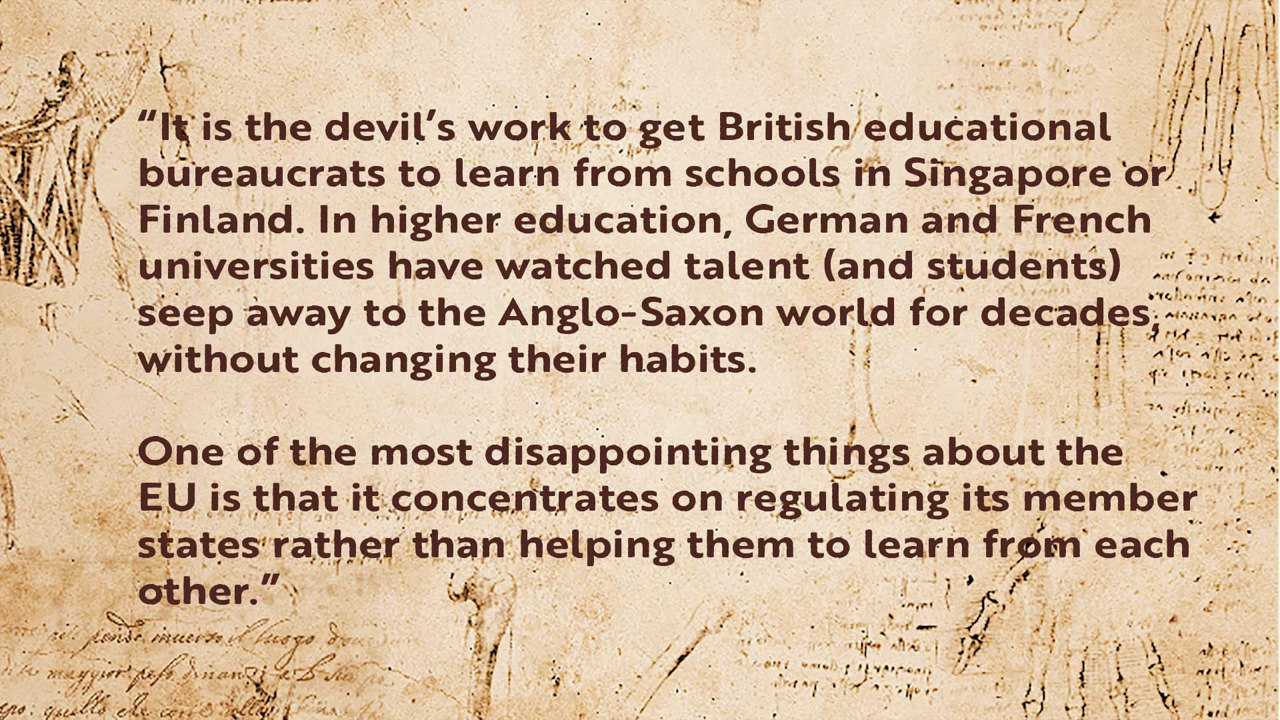 “It is the devil’s work to get British educational
bureaucrats to learn from schools in Singapore or
Finland. In higher education, German and French
universities have watched talent (and students)
seep away to the Anglo-Saxon world for decades,
without changing their habits.
One of the most disappointing things about the
EU is that it concentrates on regulating its member
states rather than helping them to learn from each
other.”